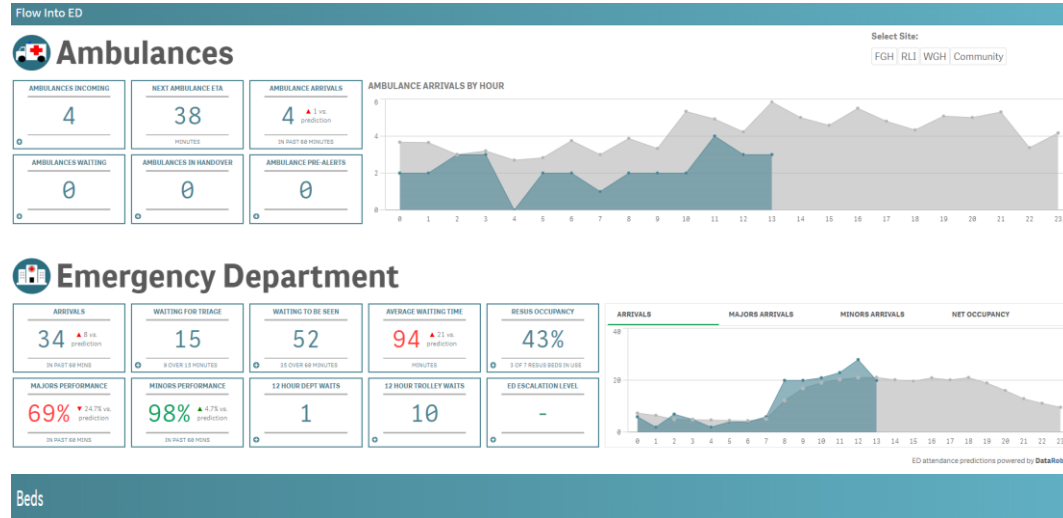 Flow Into ED
Ambulances
Select Site:
FGH RLI WGH Community
AMBULANCES INCOMING
4
NEXT AMBULANCE ETA
38
MINUTES
AMBULANCE ARRIVALS
4 ▲ 1 vs.
prediction
IN PAST 60 MINUTES
AMBULANCES WAITING
0
AMBULANCES IN HANDOVER
0
AMBULANCE PRE-ALERTS
0
AMBULANCE ARRIVALS BY HOUR
6
4
2
0
0 1 2 3 4 5 6 7 8 9 10 11 12 13 14 15 16 17 18 19 20 21 22 23
Emergency Department
ARRIVALS
34 ▲ 8 vs.
prediction
IN PAST 60 MINS
WAITING FOR TRIAGE
15
OVER 15 MINUTES
WAITING TO BE SEEN
52
OVER 60 MINUTES
AVERAGE WAITING TIME
94 ▲ 21 vs.
prediction
MINUTES
RESUS OCCUPANCY
43%
3 OF 7 RESUS BEDS IN USE
MAJORS PERFORMANCE
69% ▼ 24.7% vs.
prediction
IN PAST 60 MINS
MINORS PERFORMANCE
98% ▲ 4.7% vs.
prediction
IN PAST 60 MINS
12 HOUR DEPT WAITS
1
12 HOUR TROLLEY WAITS
10
ED ESCALATION LEVEL
-
ARRIVALS MAJORS ARRIVALS MINORS ARRIVALS NET OCCUPANCY
40
20
0
0 1 2 3 4 5 6 7 8 9 10 11 12 13 14 15 16 17 18 19 20 21 22
ED attendance predictions powered by DataRob
Beds